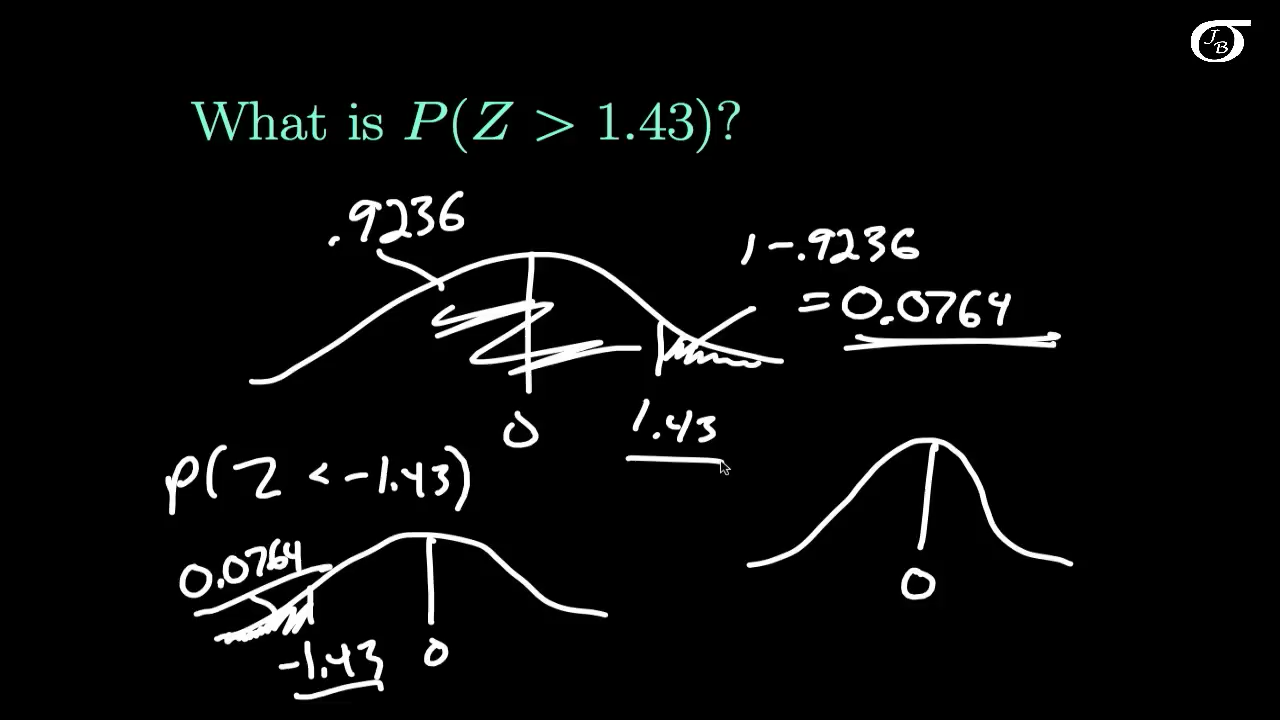 J
B
What is P(Z > 1.43)?
.9236
1-.9236
= 0.0764
0
1.43
P(Z < -1.43)
0.0764
-1.43
0
0